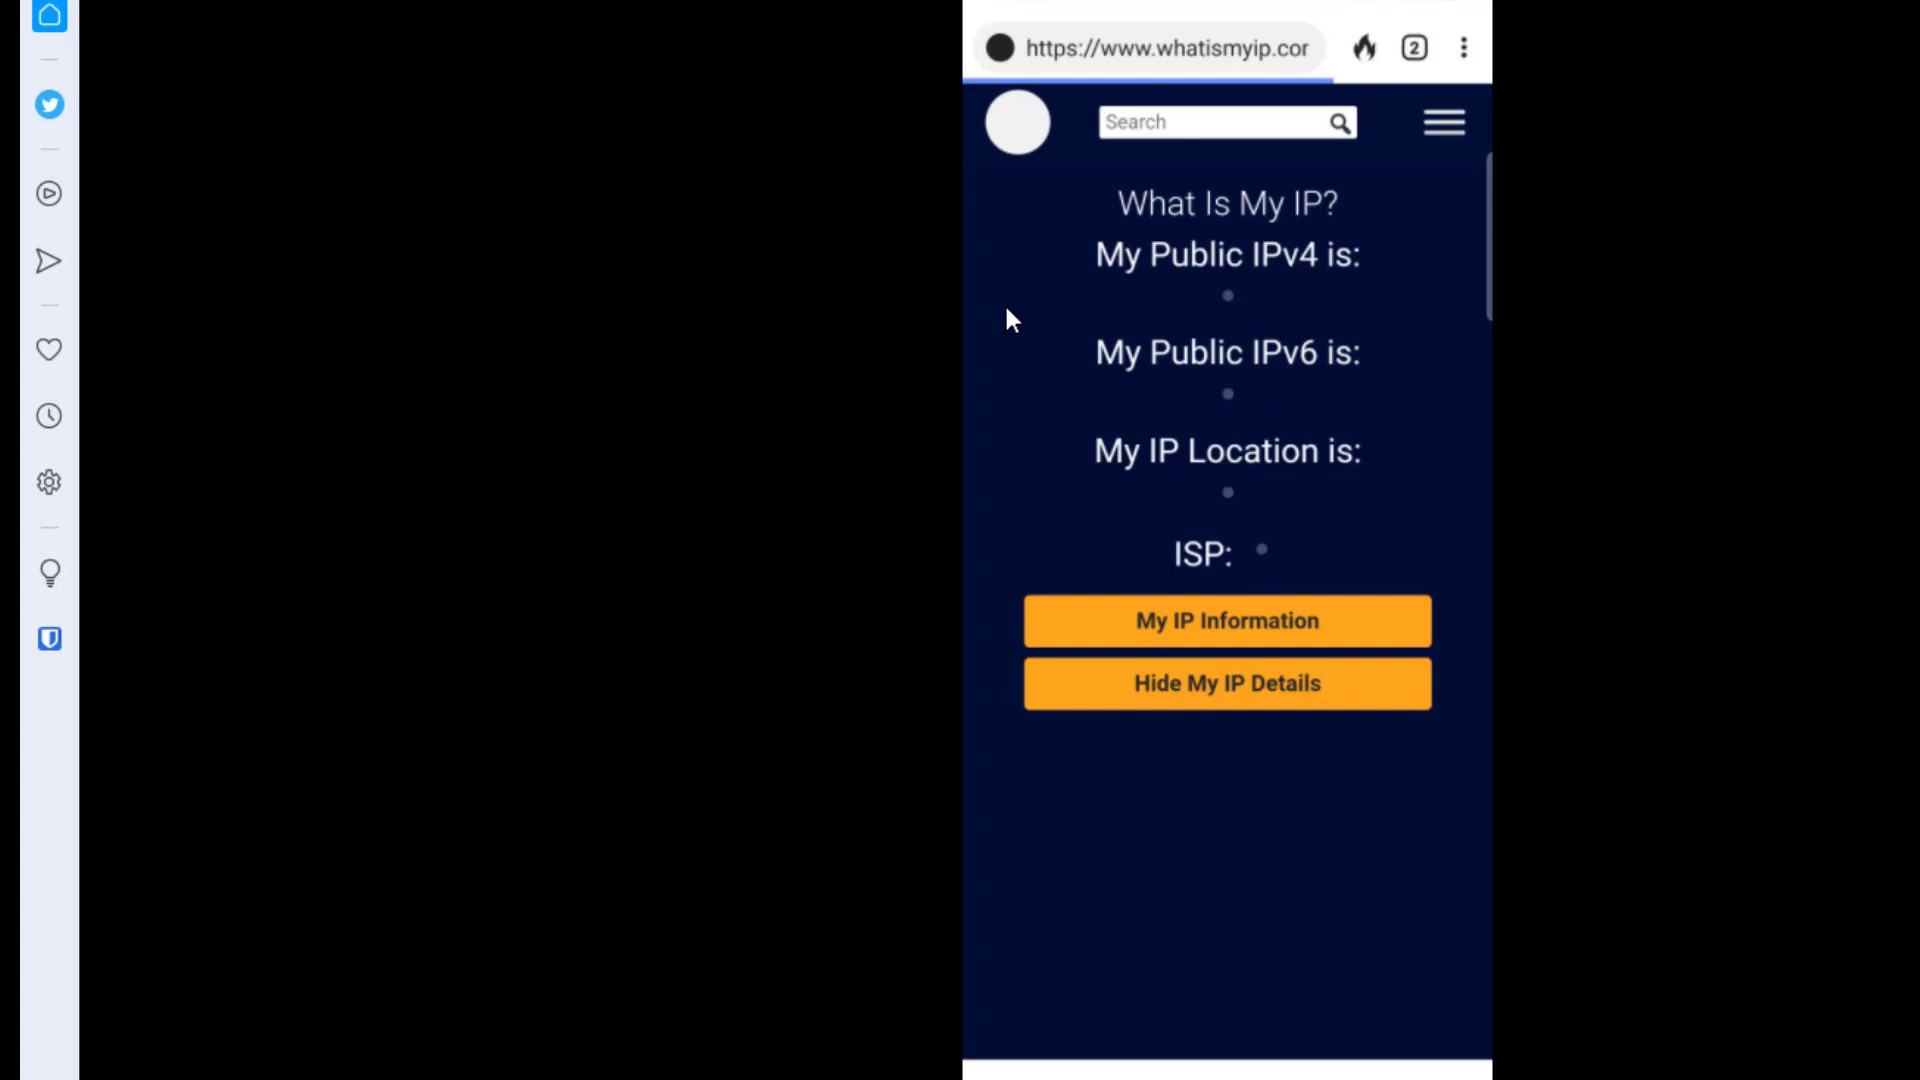 https://www.whatismyip.cor
2
Search
What Is My IP?
My Public IPv4 is:
My Public IPv6 is:
My IP Location is:
ISP:
My IP Information
Hide My IP Details